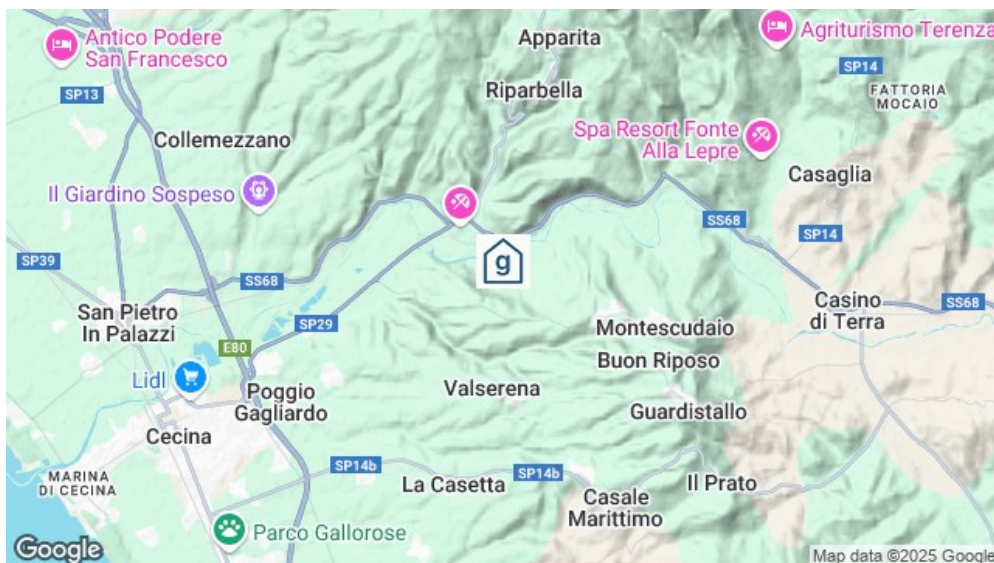 Apparita
Antico Podere
San Francesco
Agriturismo Terenza
SP14
FATTORIA
MOCAIO
SP13
Riparbella
Collemezzano
Spa Resort Fonte
Alla Lepre
Casaglia
Il Giardino Sospeso
SS68
SP14
g
SP39
SS68
San Pietro
In Palazzi
SP29
Montescudaio
Casino
di Terra
SS68
E80
Buon Riposo
Lidl
Poggio
Gagliardo
Valserena
Guardistallo
Cecina
MARINA
DI CECINA
SP14b
La Casetta
SP14b
Il Prato
Casale
Marittimo
Parco Gallorose
Google
Map data ©2025 Google